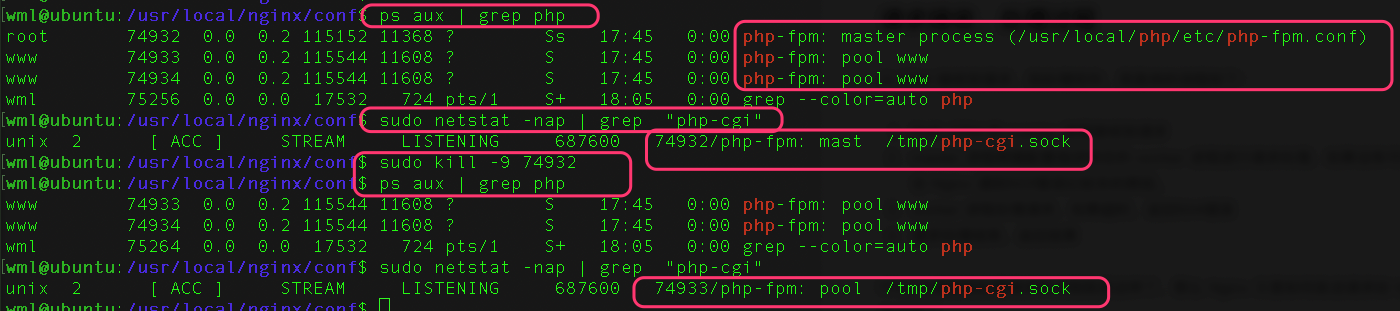 [wml@ubuntu:/usr/local/nginx/conf$ ps aux | grep php
root 74932 0.0 0.2 115152 11368 ? Ss 17:45 0:00 php-fpm: master process (/usr/local/php/etc/php-fpm.conf)
www 74933 0.0 0.2 115544 11608 ? S 17:45 0:00 php-fpm: pool www
www 74934 0.0 0.2 115544 11608 ? S 17:45 0:00 php-fpm: pool www
wml 75256 0.0 0.0 17532 724 pts/1 S+ 18:05 0:00 grep --color=auto php
[wml@ubuntu:/usr/local/nginx/conf$ sudo netstat -nap | grep "php-cgi"
unix 2 [ ACC ] STREAM LISTENING 687600 74932/php-fpm: mast /tmp/php-cgi.sock
[wml@ubuntu:/usr/local/nginx/conf$ sudo kill -9 74932
[wml@ubuntu:/usr/local/nginx/conf$ ps aux | grep php
www 74933 0.0 0.2 115544 11608 ? S 17:45 0:00 php-fpm: pool www
www 74934 0.0 0.2 115544 11608 ? S 17:45 0:00 php-fpm: pool www
wml 75264 0.0 0.0 17532 724 pts/1 S+ 18:05 0:00 grep --color=auto php
[wml@ubuntu:/usr/local/nginx/conf$ sudo netstat -nap | grep "php-cgi"
unix 2 [ ACC ] STREAM LISTENING 687600 74933/php-fpm: pool /tmp/php-cgi.sock
wml@ubuntu:/usr/local/nginx/conf$